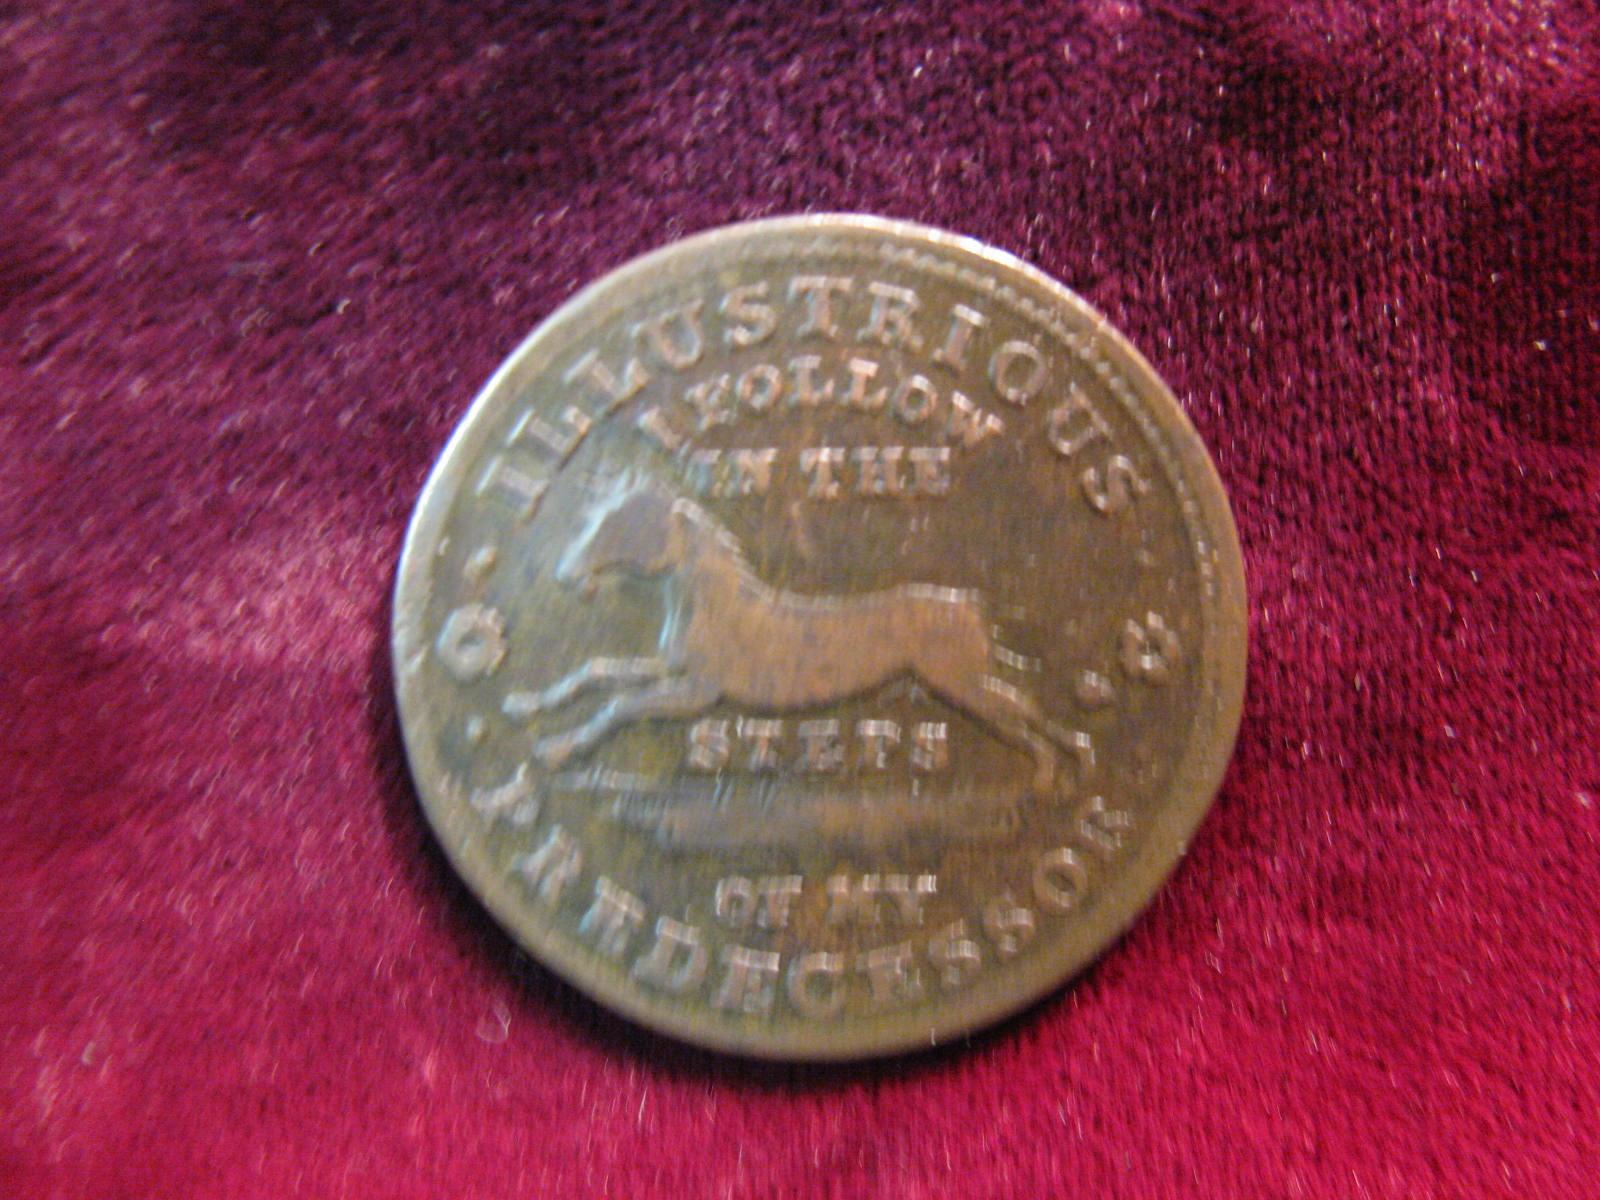 ILLUSTRIOUS
I FOLLOW
IN THE
STEPS
OF MY
PREDECESSOR